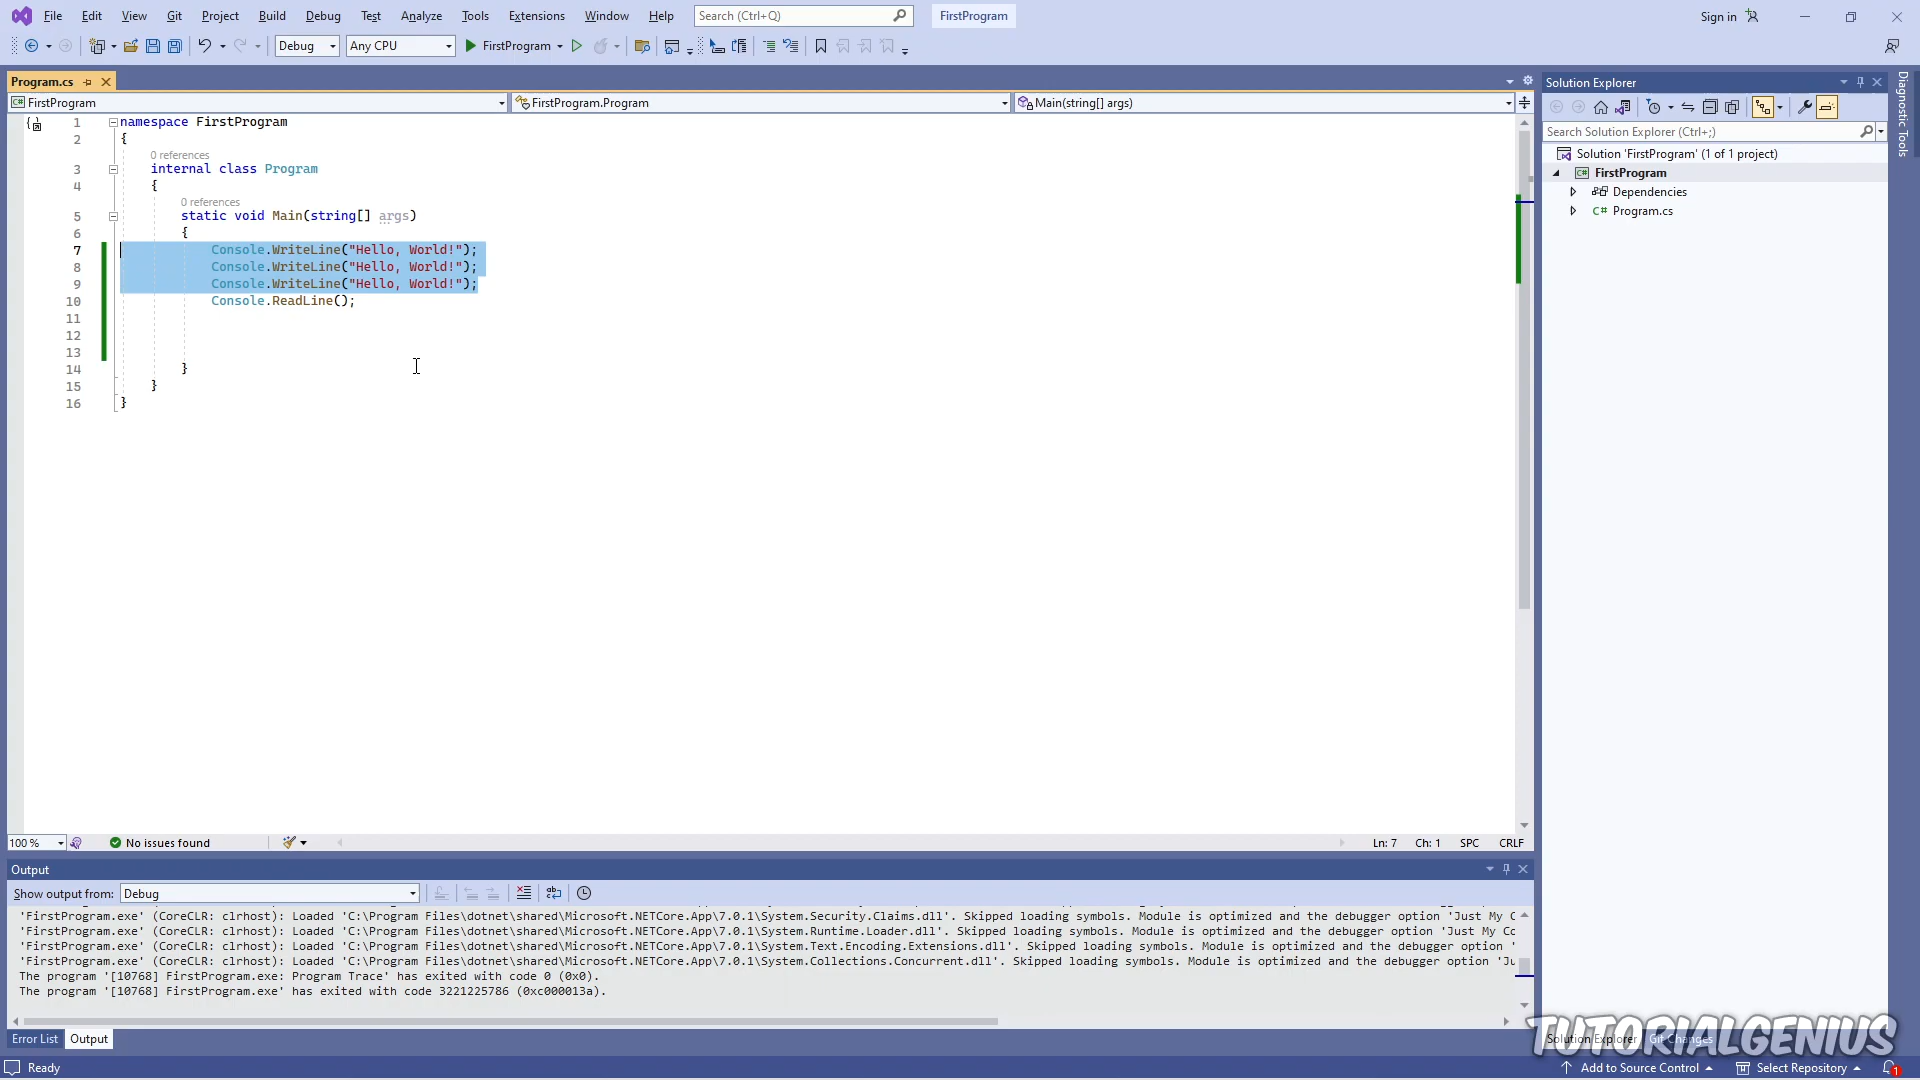 File Edit View Git Project Build Debug Test Analyze Tools Extensions Window Help Search (Ctrl+Q) FirstProgram Sign in
Debug Any CPU FirstProgram
Program.cs
FirstProgram FirstProgram.Program Main(string[] args)
1 namespace FirstProgram
2 {
0 references
3 internal class Program
4 {
0 references
5 static void Main(string[] args)
6 {
7 Console.WriteLine("Hello, World!");
8 Console.WriteLine("Hello, World!");
9 Console.WriteLine("Hello, World!");
10 Console.ReadLine();
11
12
13
14 }
15 }
16 }
100 % No issues found Ln: 7 Ch: 1 SPC CRLF
Output
Show output from: Debug
'FirstProgram.exe' (CoreCLR: clrhost): Loaded 'C:\Program Files\dotnet\shared\Microsoft.NETCore.App\7.0.1\System.Security.Claims.dll'. Skipped loading symbols. Module is optimized and the debugger option 'Just My C
'FirstProgram.exe' (CoreCLR: clrhost): Loaded 'C:\Program Files\dotnet\shared\Microsoft.NETCore.App\7.0.1\System.Runtime.Loader.dll'. Skipped loading symbols. Module is optimized and the debugger option 'Just My Co
'FirstProgram.exe' (CoreCLR: clrhost): Loaded 'C:\Program Files\dotnet\shared\Microsoft.NETCore.App\7.0.1\System.Text.Encoding.Extensions.dll'. Skipped loading symbols. Module is optimized and the debugger option '
'FirstProgram.exe' (CoreCLR: clrhost): Loaded 'C:\Program Files\dotnet\shared\Microsoft.NETCore.App\7.0.1\System.Collections.Concurrent.dll'. Skipped loading symbols. Module is optimized and the debugger option 'Ju
The program '[10768] FirstProgram.exe: Program Trace' has exited with code 0 (0x0).
The program '[10768] FirstProgram.exe' has exited with code 3221225786 (0xc000013a).
Error List Output
Ready
Solution Explorer
Search Solution Explorer (Ctrl+;)
Solution 'FirstProgram' (1 of 1 project)
FirstProgram
Dependencies
C# Program.cs
Diagnostic Tools
Solution Explorer Git Changes
TUTORIALGENIUS
Add to Source Control Select Repository 1